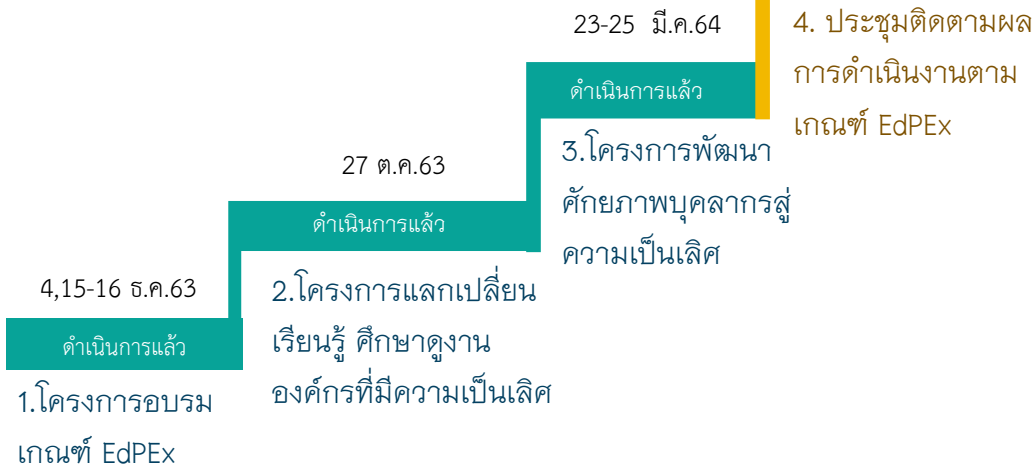 4,15-16 ธ.ค.63
ดำเนินการแล้ว
1.โครงการอบรม
เกณฑ์ EdPEx
27 ต.ค.63
ดำเนินการแล้ว
2.โครงการแลกเปลี่ยน
เรียนรู้ ศึกษาดูงาน
องค์กรที่มีความเป็นเลิศ
23-25 มี.ค.64
ดำเนินการแล้ว
3.โครงการพัฒนา
ศักยภาพบุคลากรสู่
ความเป็นเลิศ
4. ประชุมติดตามผล
การดำเนินงานตาม
เกณฑ์ EdPEx